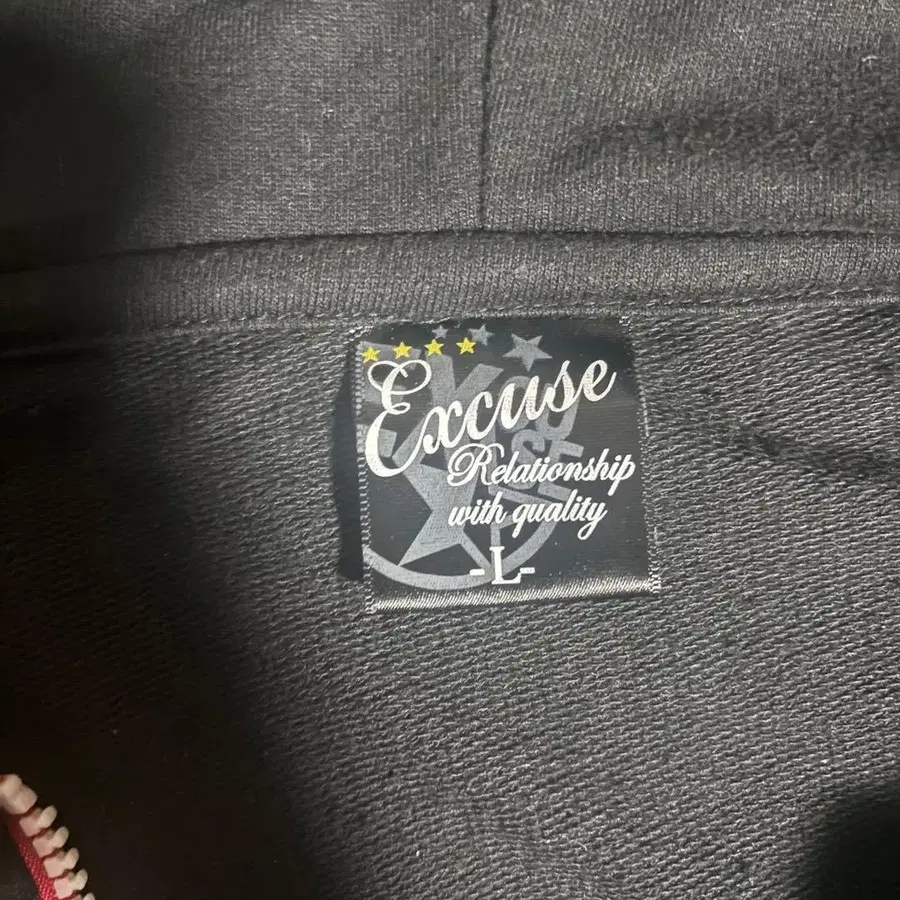 Excuse
Relationship
with quality
-L-